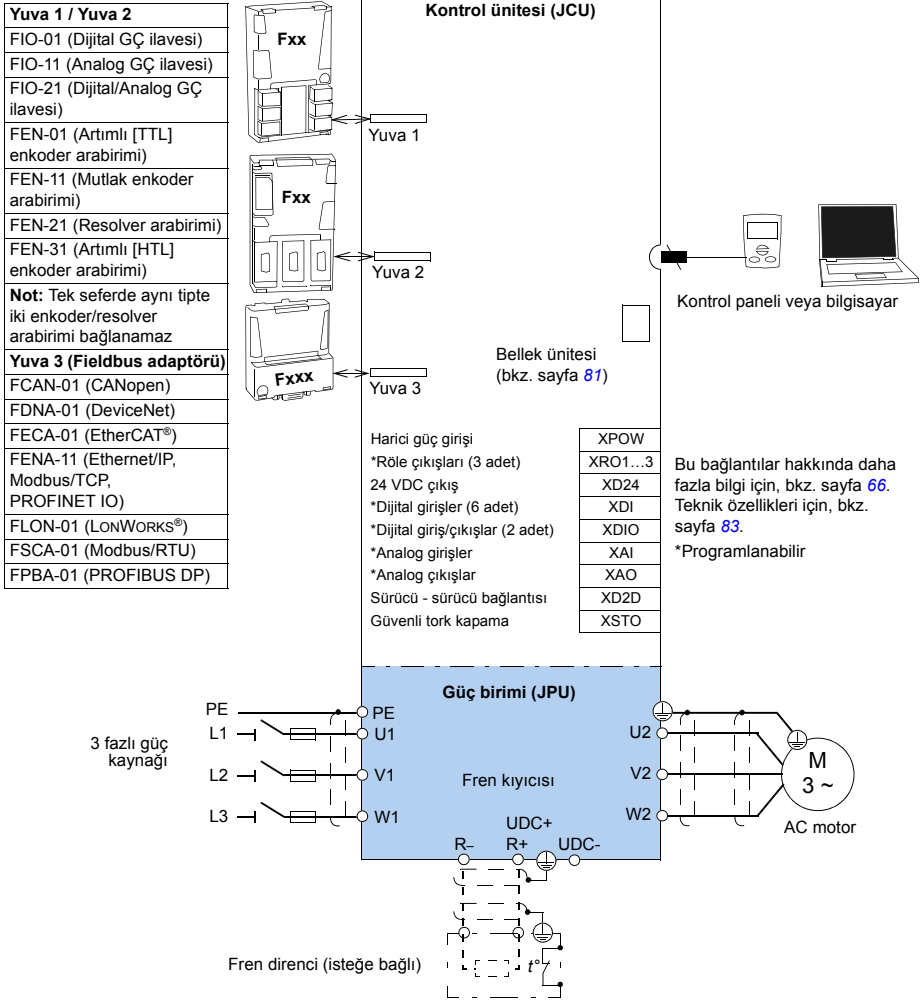 Yuva 1 / Yuva 2
FIO-01 (Dijital GÇ ilavesi)
FIO-11 (Analog GÇ ilavesi)
FIO-21 (Dijital/Analog GÇ
ilavesi)
FEN-01 (Artımlı [TTL]
enkoder arabirimi)
FEN-11 (Mutlak enkoder
arabirimi)
FEN-21 (Resolver arabirimi)
FEN-31 (Artımlı [HTL]
enkoder arabirimi)
Not: Tek seferde aynı tipte
iki enkoder/resolver
arabirimi bağlanamaz
Yuva 3 (Fieldbus adaptörü)
FCAN-01 (CANopen)
FDNA-01 (DeviceNet)
FECA-01 (EtherCAT®)
FENA-11 (Ethernet/IP,
Modbus/TCP,
PROFINET IO)
FLON-01 (LONWORKS®)
FSCA-01 (Modbus/RTU)
FPBA-01 (PROFIBUS DP)
Fxx
Fxx
Fxxx
Yuva 1
Yuva 2
Yuva 3
Kontrol ünitesi (JCU)
Kontrol paneli veya bilgisayar
Bellek ünitesi
(bkz. sayfa 81)
Harici güç girişi XPOW
*Röle çıkışları (3 adet) XRO1…3
24 VDC çıkış XD24
*Dijital girişler (6 adet) XDI
*Dijital giriş/çıkışlar (2 adet) XDIO
*Analog girişler XAI
*Analog çıkışlar XAO
Sürücü - sürücü bağlantısı XD2D
Güvenli tork kapama XSTO
Bu bağlantılar hakkında daha
fazla bilgi için, bkz. sayfa 66.
Teknik özellikleri için, bkz.
sayfa 83.
*Programlanabilir
Güç birimi (JPU)
3 fazlı güç
kaynağı
PE
L1
L2
L3
PE
U1
V1
W1
Fren kıyıcısı
U2
V2
W2
M
3 ~
AC motor
UDC+
R– R+ UDC-
Fren direnci (isteğe bağlı)
t°